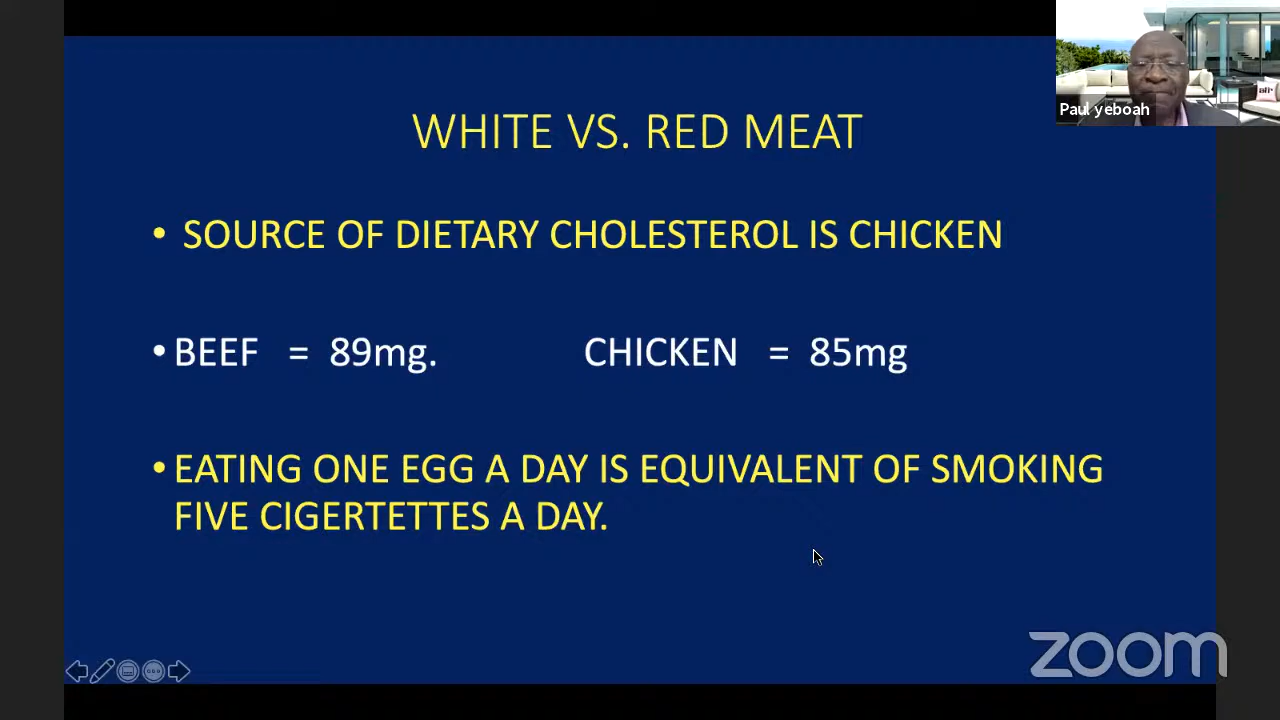 Paul yeboah
WHITE VS. RED MEAT
• SOURCE OF DIETARY CHOLESTEROL IS CHICKEN
• BEEF = 89mg. CHICKEN = 85mg
• EATING ONE EGG A DAY IS EQUIVALENT OF SMOKING
FIVE CIGERTETTES A DAY.
zoom